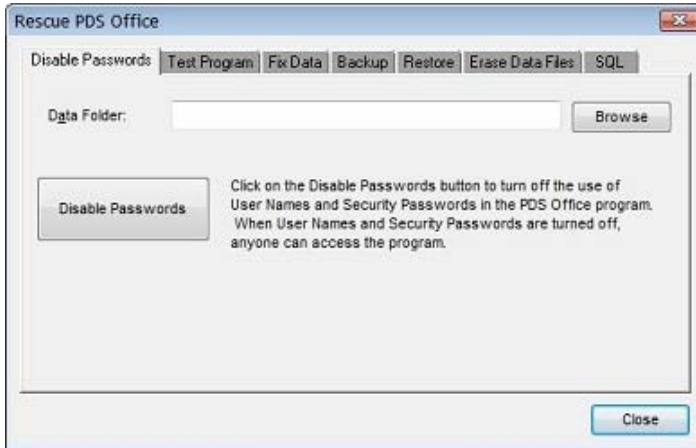 Rescue PDS Office
Disable Passwords Test Program Fix Data Backup Restore Erase Data Files SQL
Data Folder: Browse
Disable Passwords
Click on the Disable Passwords button to turn off the use of
User Names and Security Passwords in the PDS Office program.
When User Names and Security Passwords are turned off,
anyone can access the program.
Close